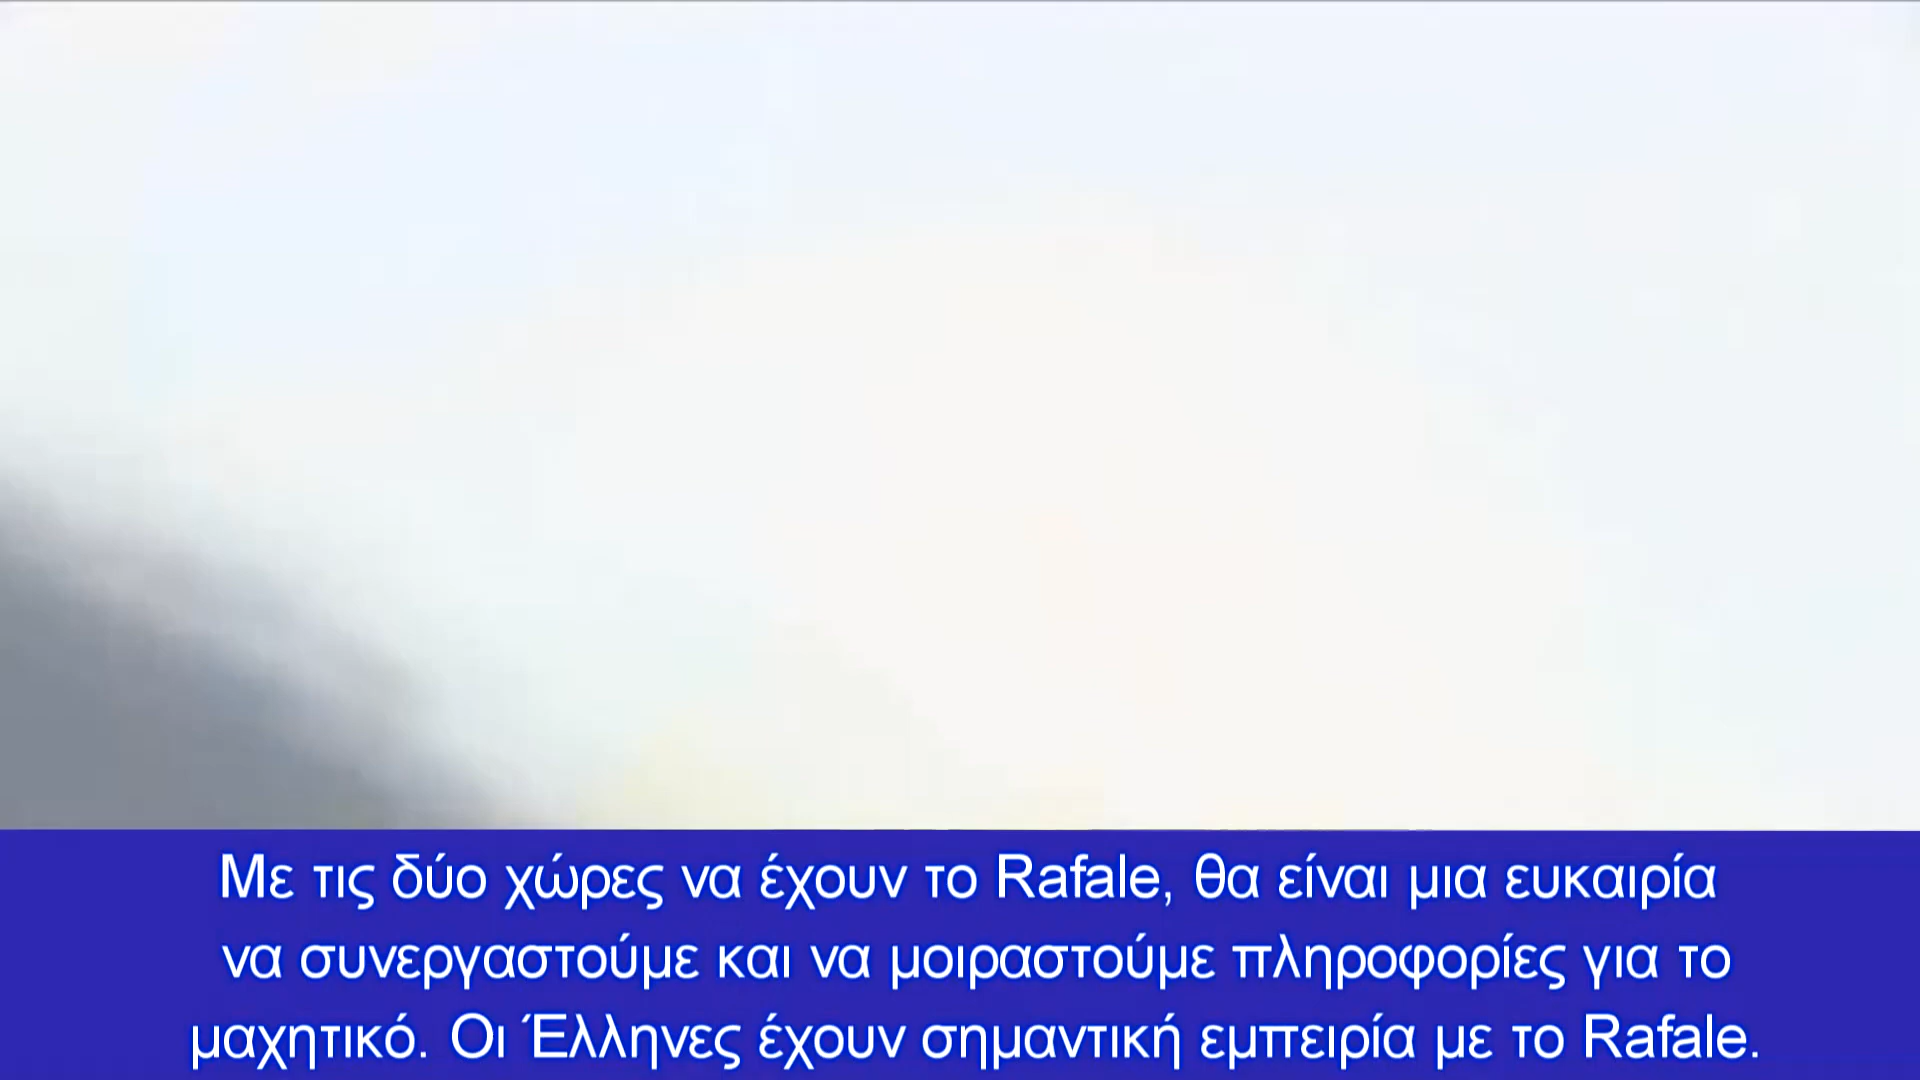 Με τις δύο χώρες να έχουν το Rafale, θα είναι μια ευκαιρία
να συνεργαστούμε και να μοιραστούμε πληροφορίες για το
μαχητικό. Οι Έλληνες έχουν σημαντική εμπειρία με το Rafale.